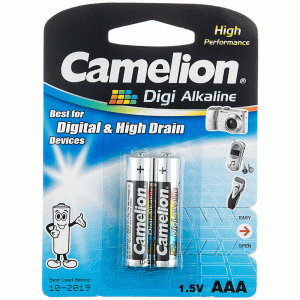 High
Performance
Camelion®
Digi Alkaline
Best for
Digital & High Drain
Devices
EASY
OPEN
Best Used Before
10-2019
1.5V AAA